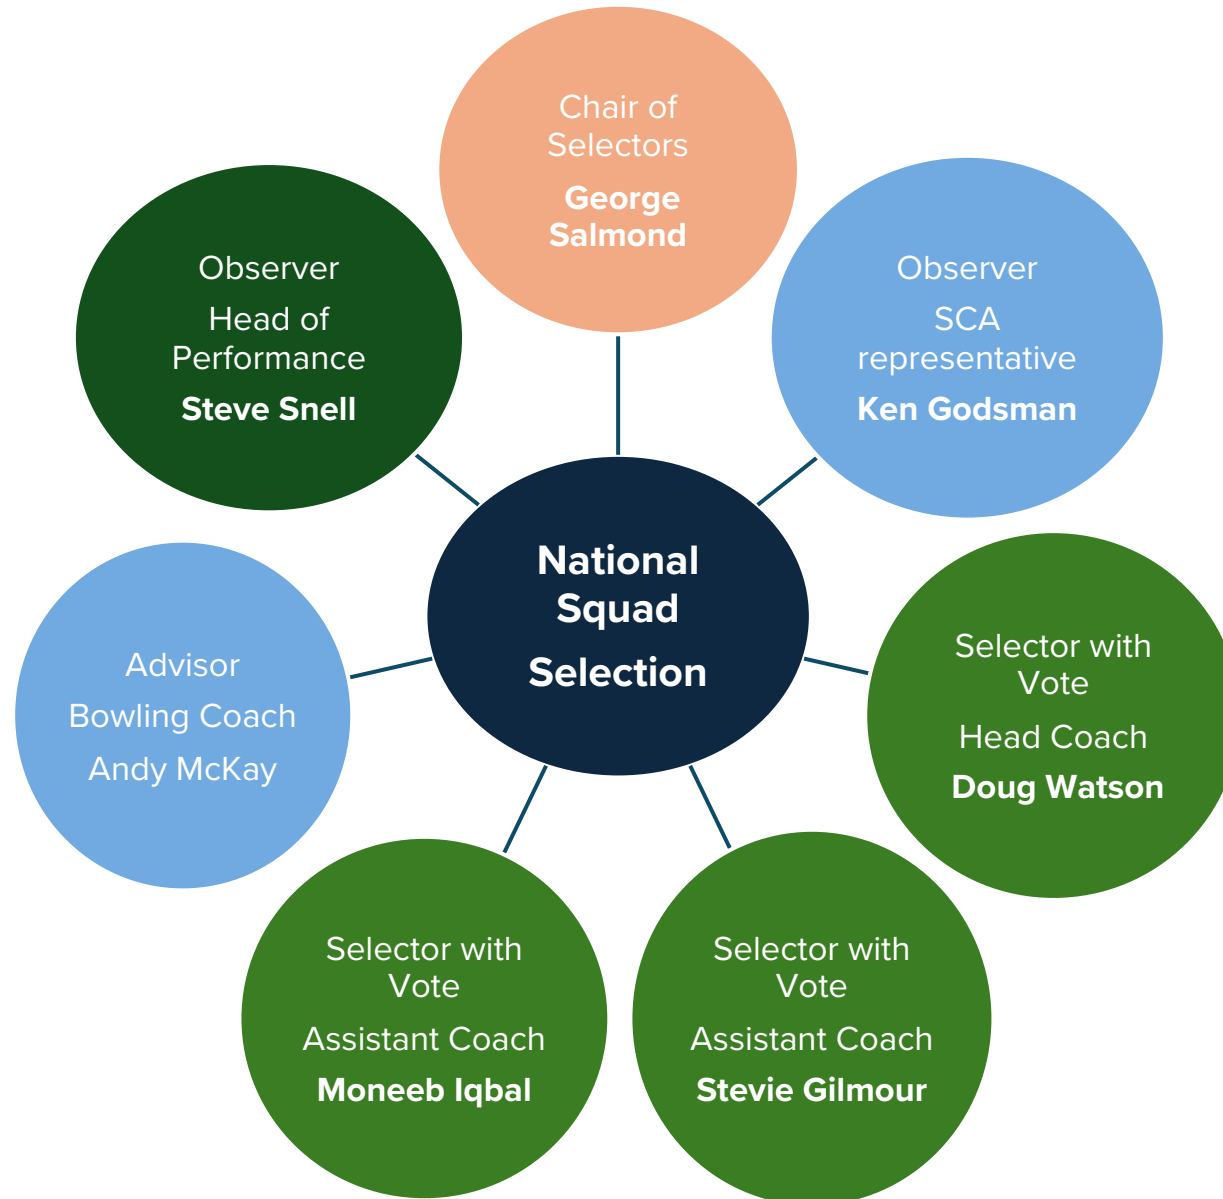 Chair of
Selectors
George
Salmond
Observer
Head of
Performance
Steve Snell
Observer
SCA
representative
Ken Godsman
National
Squad
Selection
Advisor
Bowling Coach
Andy McKay
Selector with
Vote
Head Coach
Doug Watson
Selector with
Vote
Assistant Coach
Moneeb Iqbal
Selector with
Vote
Assistant Coach
Stevie Gilmour